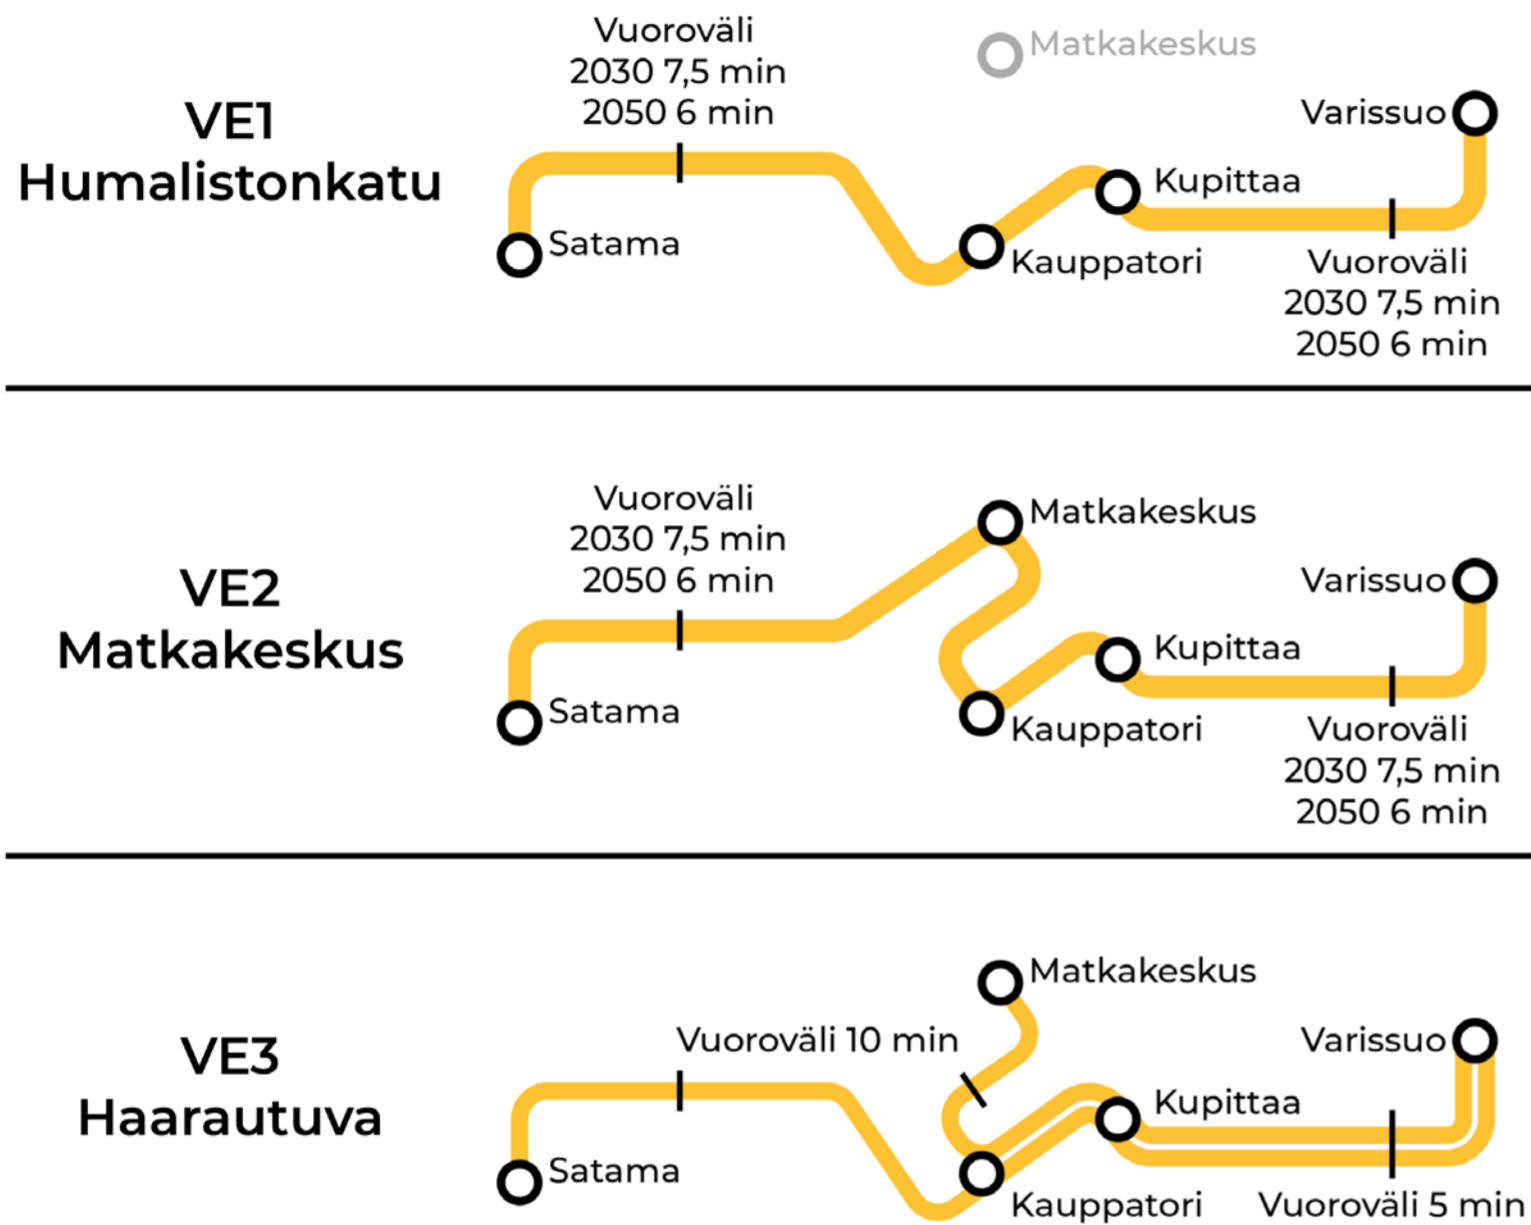 VE1
Humalistonkatu
Vuoroväli
2030 7,5 min
2050 6 min
Matkakeskus
Varissuo
Kupittaa
Satama
Kauppatori
Vuoroväli
2030 7,5 min
2050 6 min
VE2
Matkakeskus
Vuoroväli
2030 7,5 min
2050 6 min
Matkakeskus
Varissuo
Kupittaa
Satama
Kauppatori
Vuoroväli
2030 7,5 min
2050 6 min
VE3
Haarautuva
Matkakeskus
Vuoroväli 10 min
Varissuo
Kupittaa
Satama
Kauppatori
Vuoroväli 5 min